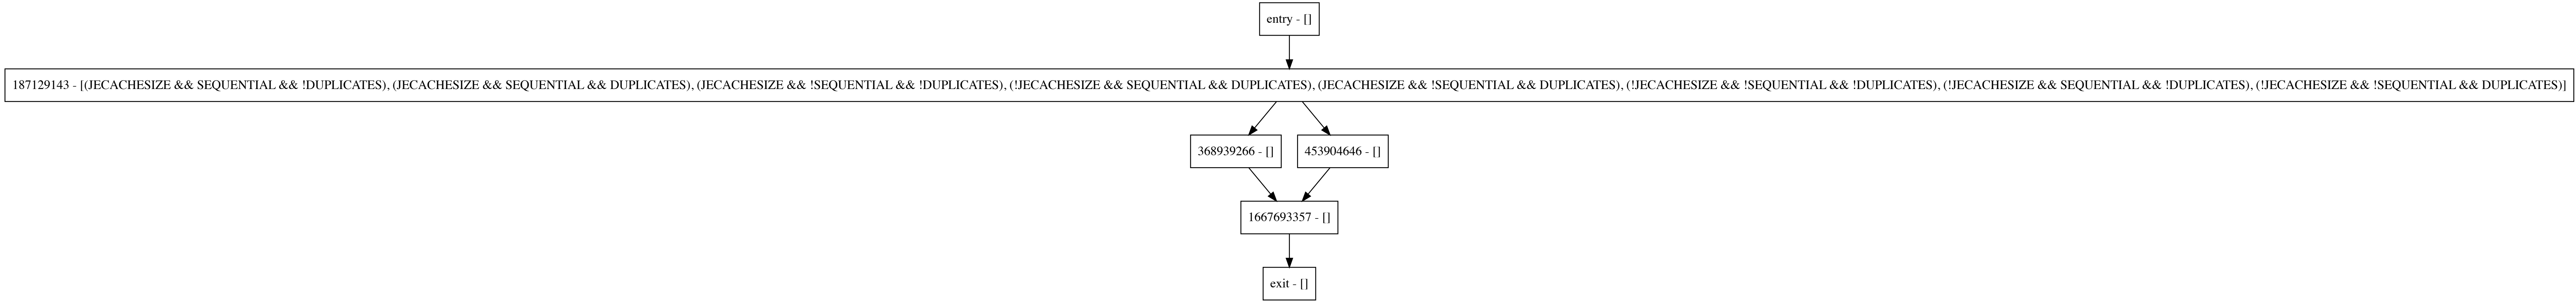 entry - []
187129143 - [(JECACHESIZE && SEQUENTIAL && !DUPLICATES), (JECACHESIZE && SEQUENTIAL && DUPLICATES), (JECACHESIZE && !SEQUENTIAL && !DUPLICATES), (!JECACHESIZE && SEQUENTIAL && DUPLICATES), (JECACHESIZE && !SEQUENTIAL && DUPLICATES), (!JECACHESIZE && !SEQUENTIAL && !DUPLICATES), (!JECACHESIZE && SEQUENTIAL && !DUPLICATES), (!JECACHESIZE && !SEQUENTIAL && DUPLICATES)]
368939266 - []
453904646 - []
1667693357 - []
exit - []